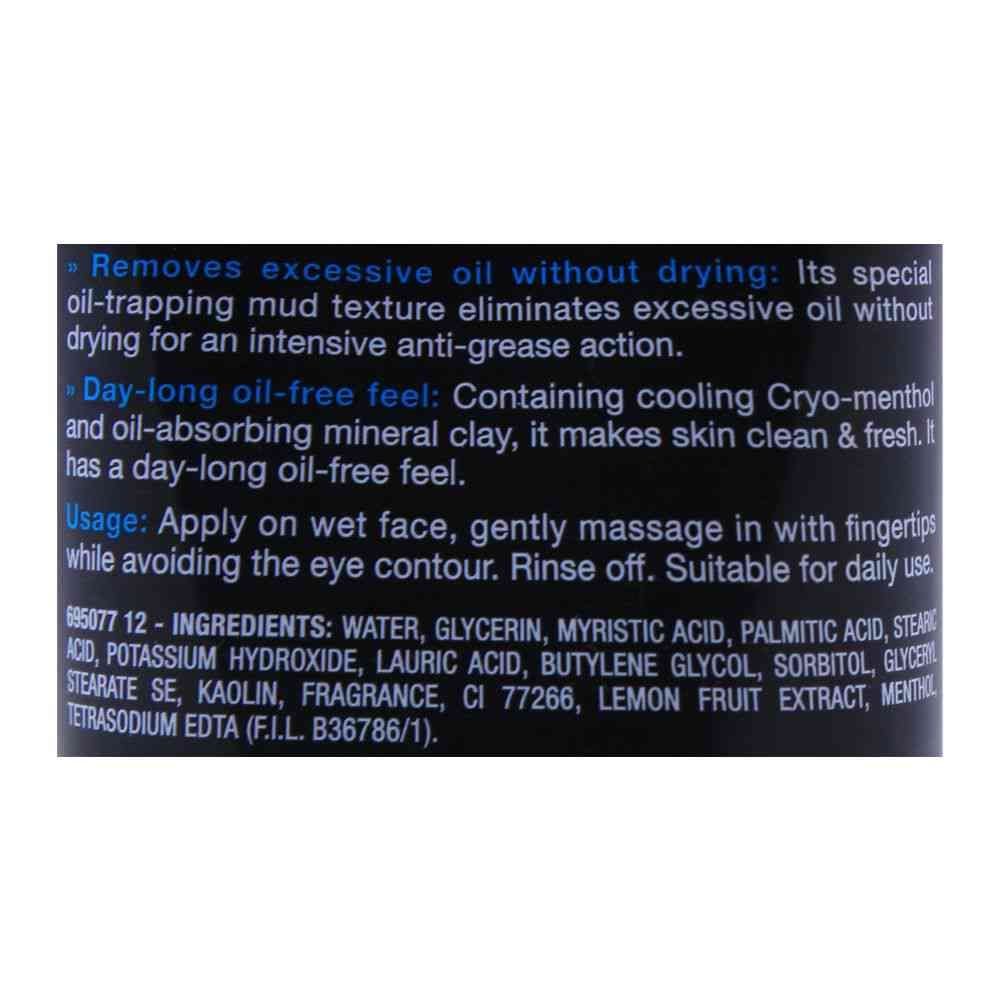 » Removes excessive oil without drying: Its special
oil-trapping mud texture eliminates excessive oil without
drying for an intensive anti-grease action.
» Day-long oil-free feel: Containing cooling Cryo-menthol
and oil-absorbing mineral clay, it makes skin clean & fresh. It
has a day-long oil-free feel.
Usage: Apply on wet face, gently massage in with fingertips
while avoiding the eye contour. Rinse off. Suitable for daily use.
695077 12 - INGREDIENTS: WATER, GLYCERIN, MYRISTIC ACID, PALMITIC ACID, STEARIC
ACID, POTASSIUM HYDROXIDE, LAURIC ACID, BUTYLENE GLYCOL, SORBITOL, GLYCERYL
STEARATE SE, KAOLIN, FRAGRANCE, CI 77266, LEMON FRUIT EXTRACT, MENTHOL,
TETRASODIUM EDTA (F.I.L. B36786/1).